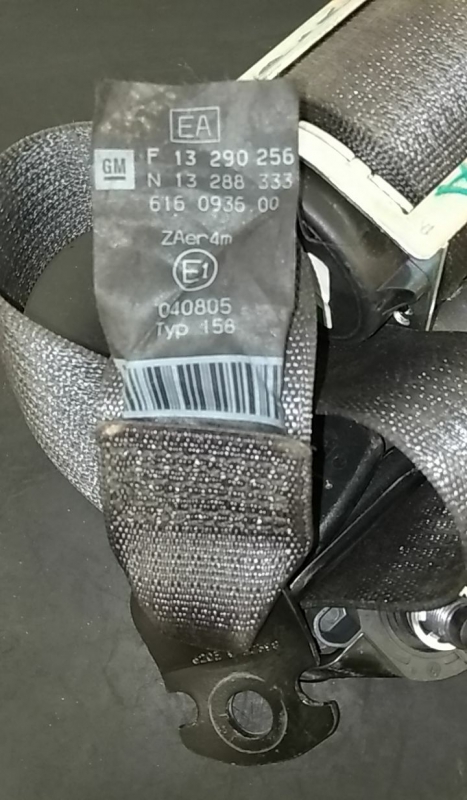 EA
GM F 13 290 256
N 13 288 333
616 0936 00
ZAer4m
E1
040805
Typ 158